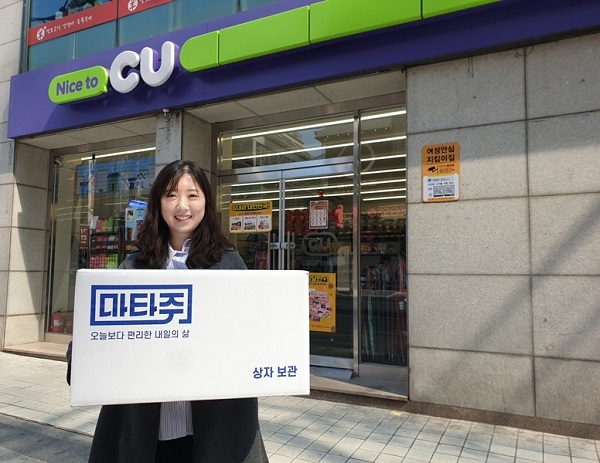 Nice to CU
여성안심
지킴이집
마타주
오늘보다 편리한 내일의 삶
상자 보관